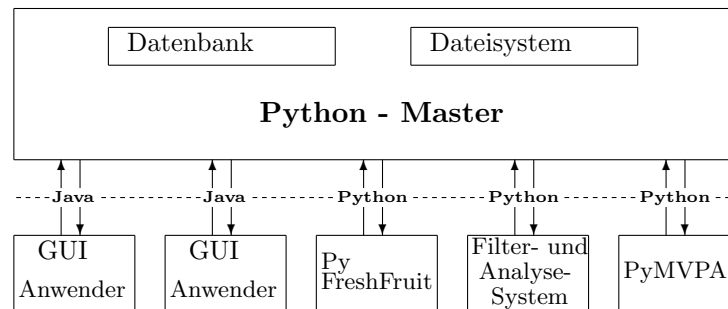 Datenbank
Dateisystem
Python - Master
Java
Java
Python
Python
Python
GUI
Anwender
GUI
Anwender
Py
FreshFruit
Filter- und
Analyse-
System
PyMVPA